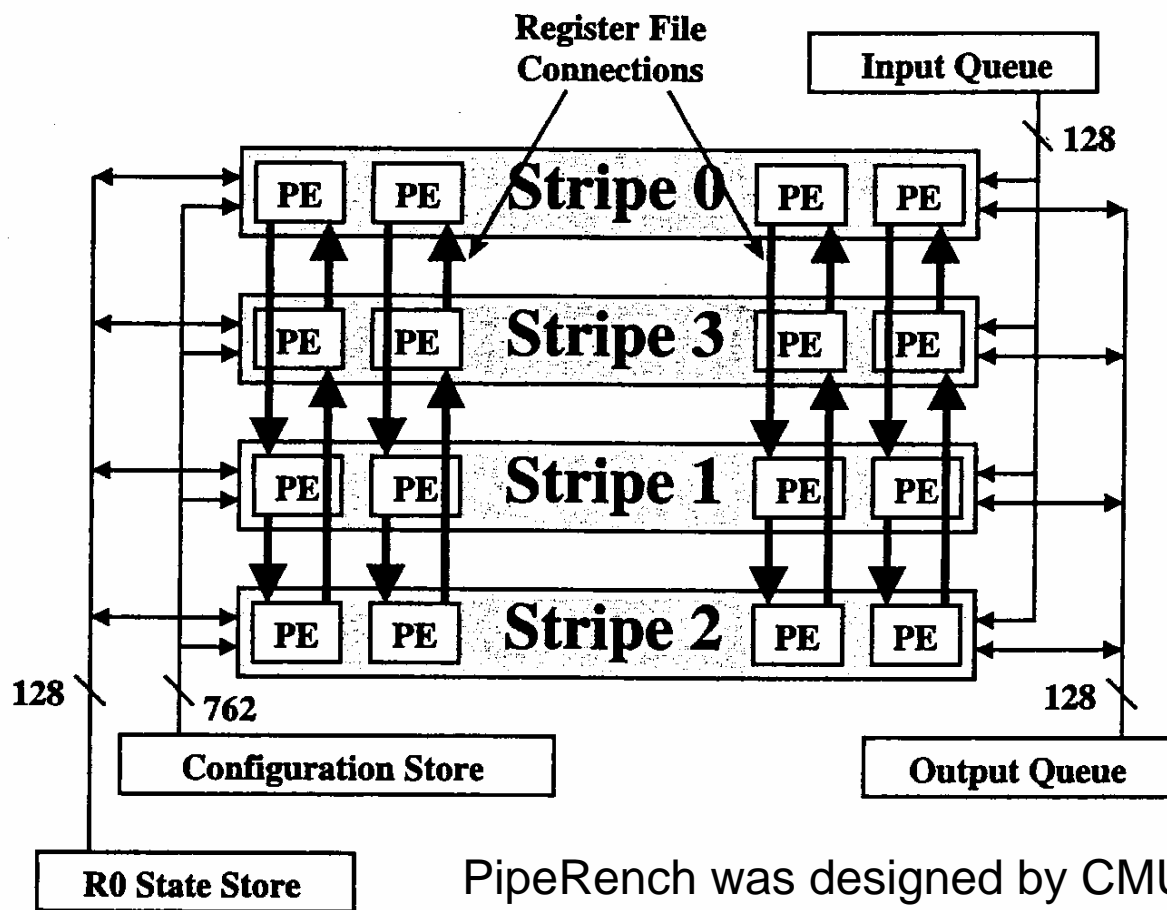 Register File
Connections
Input Queue
128
PE PE Stripe 0 PE PE
PE PE Stripe 3 PE PE
PE PE Stripe 1 PE PE
PE PE Stripe 2 PE PE
128
762
128
Configuration Store
Output Queue
R0 State Store
PipeRench was designed by CMU